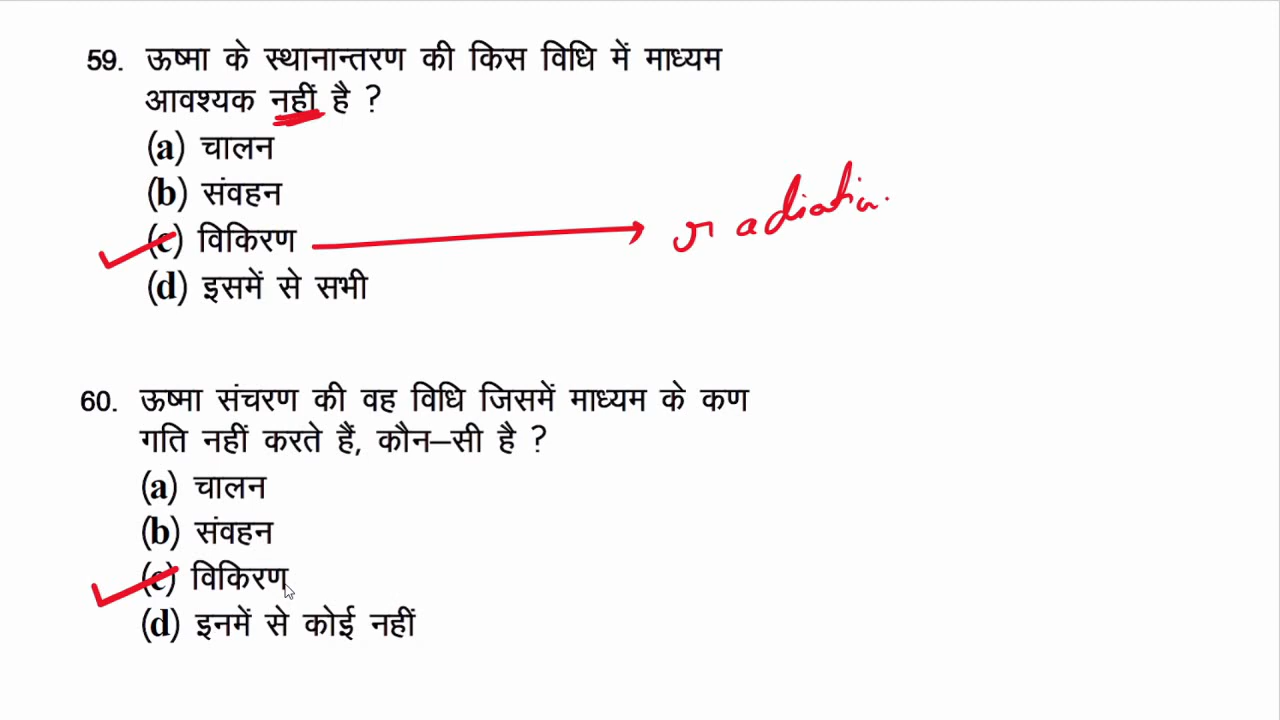 59. ऊष्मा के स्थानान्तरण की किस विधि में माध्यम
आवश्यक नहीं है ?
(a) चालन
(b) संवहन
(c) विकिरण
radiation
(d) इसमें से सभी
60. ऊष्मा संचरण की वह विधि जिसमें माध्यम के कण
गति नहीं करते हैं, कौन–सी है ?
(a) चालन
(b) संवहन
(c) विकिरण
(d) इनमें से कोई नहीं